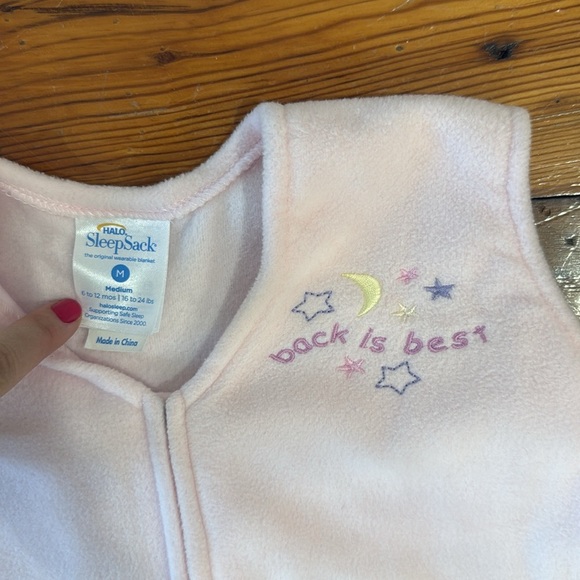 HALO
SleepSack®
the original wearable blanket
M
Medium
6 to 12 mos | 16 to 24 lbs
halosleep.com
Supporting Safe Sleep
Organizations Since 2000
Made in China
back is best